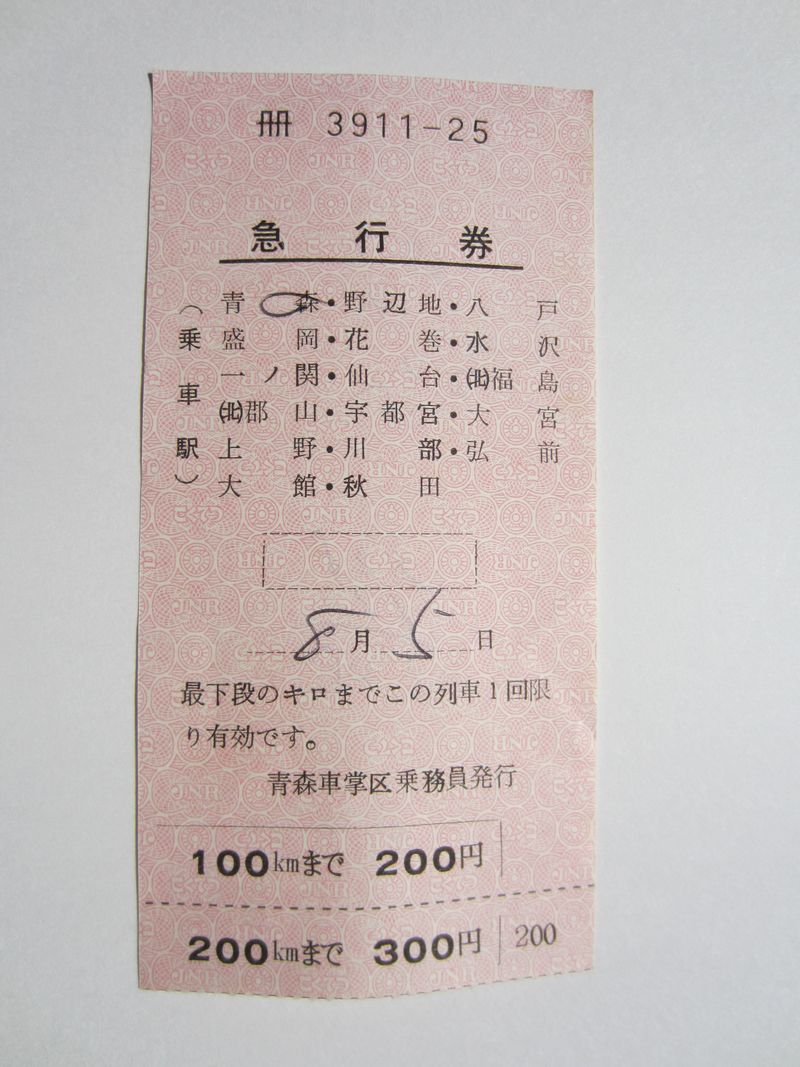 冊 3911-25
急行券
(乗車駅)
青森・野辺地・八戸
盛岡・花巻・水沢
一ノ関・仙台・㈫福島
㈫郡山・宇都宮・大宮
上野・川部・弘前
大館・秋田
8月5日
最下段のキロまでこの列車1回限
り有効です。
青森車掌区乗務員発行
100kmまで 200円
200kmまで 300円 200